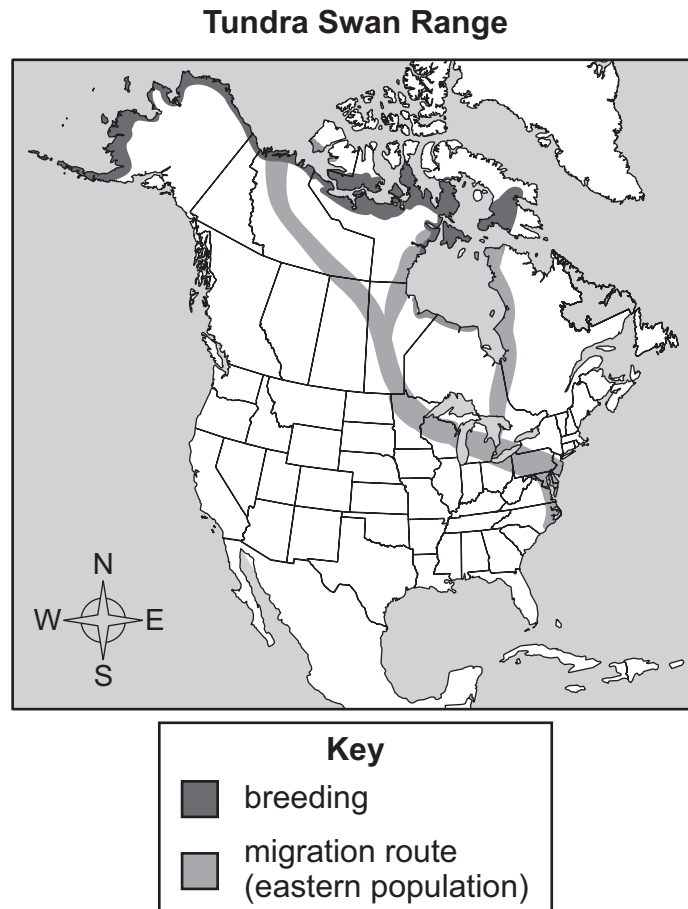 Tundra Swan Range
N
W E
S
Key
breeding
migration route
(eastern population)